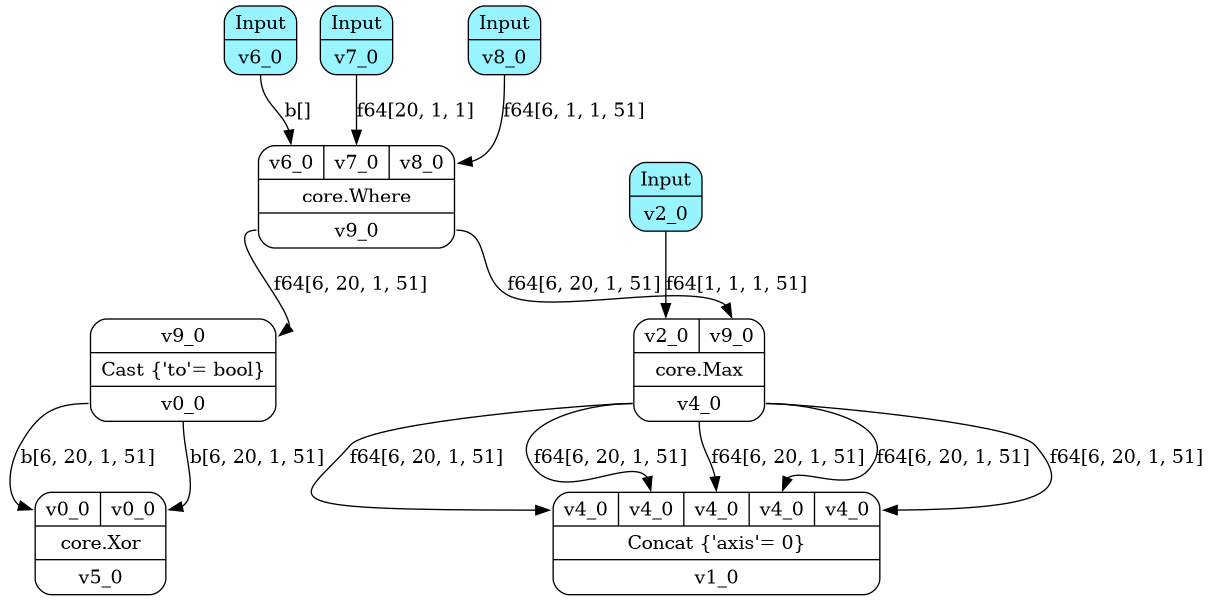 Input
v6_0
Input
v7_0
Input
v8_0
b[]
f64[20, 1, 1]
f64[6, 1, 1, 51]
v6_0 v7_0 v8_0
core.Where
v9_0
Input
v2_0
f64[6, 20, 1, 51]
f64[6, 20, 1, 51]
f64[1, 1, 1, 51]
v9_0
Cast {'to'= bool}
v0_0
v2_0 v9_0
core.Max
v4_0
b[6, 20, 1, 51]
b[6, 20, 1, 51]
f64[6, 20, 1, 51]
f64[6, 20, 1, 51]
f64[6, 20, 1, 51]
f64[6, 20, 1, 51]
f64[6, 20, 1, 51]
v0_0 v0_0
core.Xor
v5_0
v4_0 v4_0 v4_0 v4_0 v4_0
Concat {'axis'= 0}
v1_0